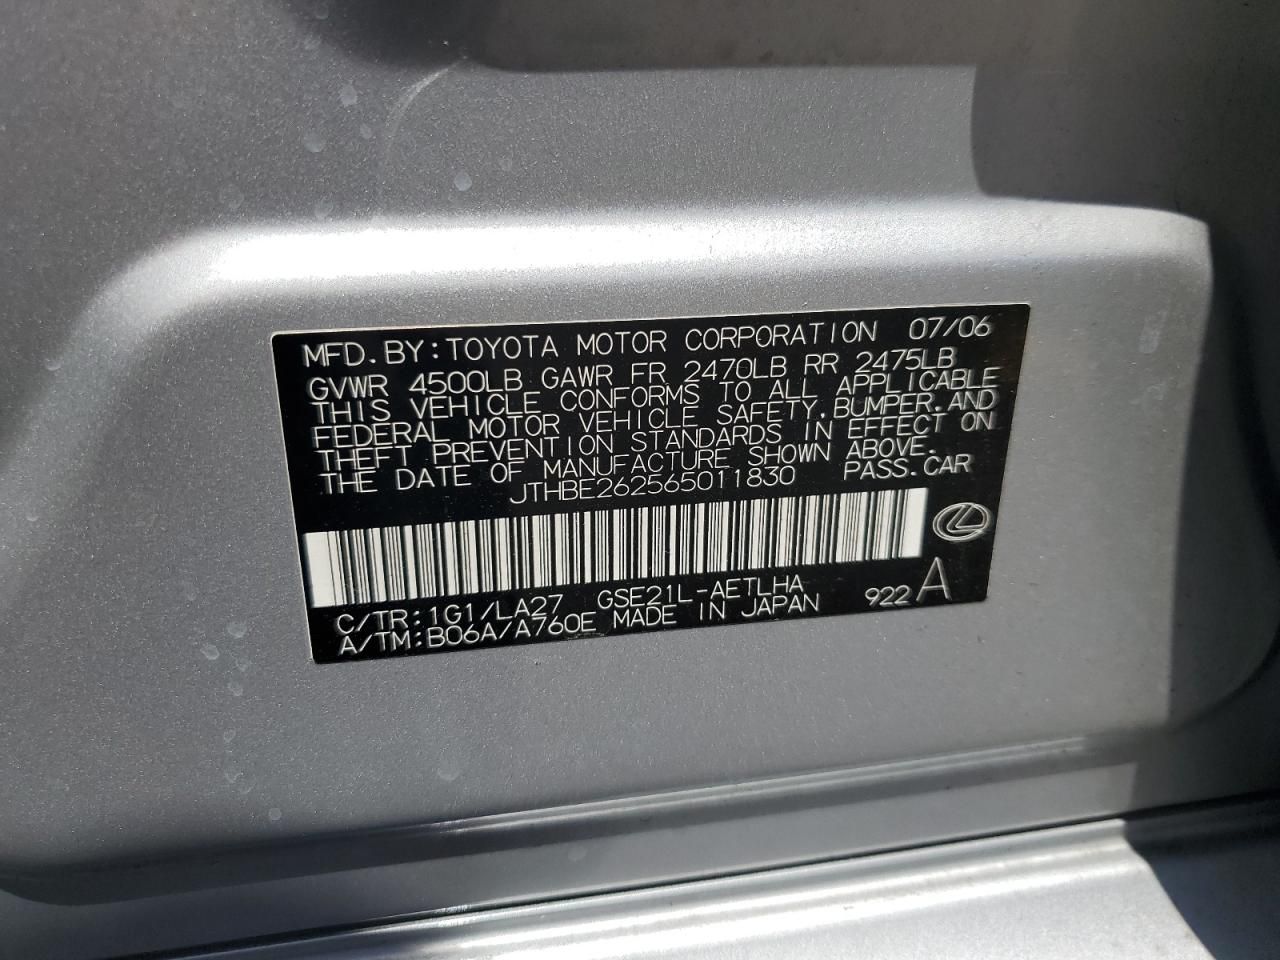 MFD. BY: TOYOTA MOTOR CORPORATION 07/06
GVWR 4500LB GAWR FR 2470LB RR 2475LB
THIS VEHICLE CONFORMS TO ALL APPLICABLE
FEDERAL MOTOR VEHICLE SAFETY, BUMPER, AND
THEFT PREVENTION STANDARDS IN EFFECT ON
THE DATE OF MANUFACTURE SHOWN ABOVE.
JTHBE262565011830 PASS. CAR
C/TR: 1G1/LA27 GSE21L-AETLHA 922 A
A/TM: B06A/A760E MADE IN JAPAN